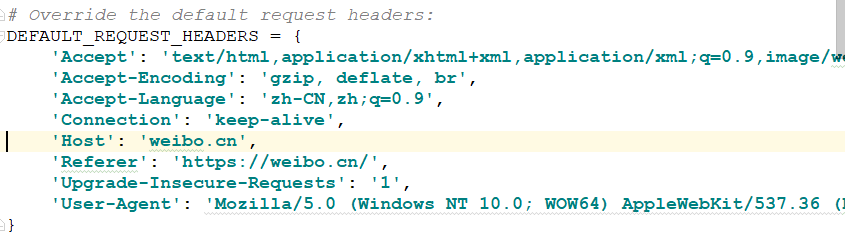 # Override the default request headers:
DEFAULT_REQUEST_HEADERS = {
    'Accept': 'text/html,application/xhtml+xml,application/xml;q=0.9,image/we
    'Accept-Encoding': 'gzip, deflate, br',
    'Accept-Language': 'zh-CN,zh;q=0.9',
    'Connection': 'keep-alive',
    'Host': 'weibo.cn',
    'Referer': 'https://weibo.cn/',
    'Upgrade-Insecure-Requests': '1',
    'User-Agent': 'Mozilla/5.0 (Windows NT 10.0; WOW64) AppleWebKit/537.36 (
}